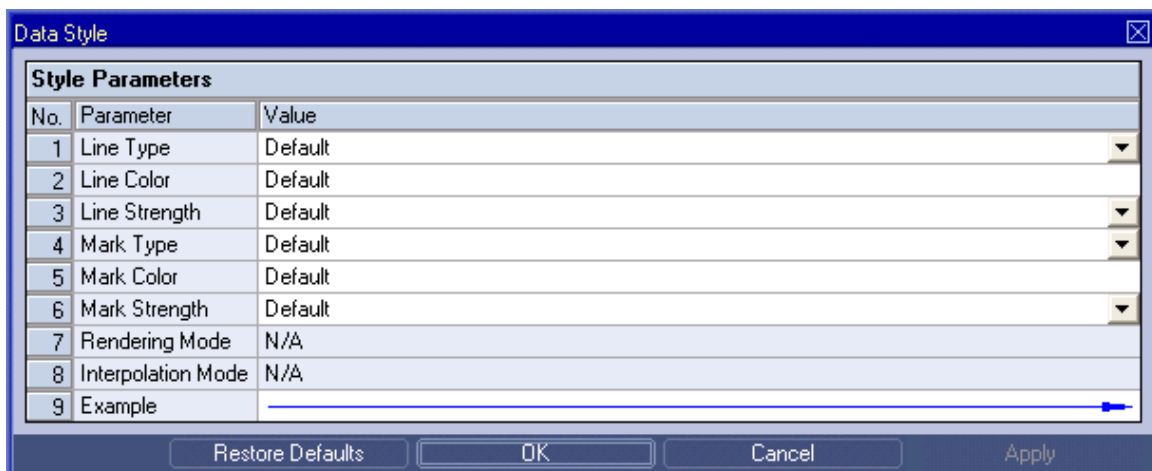 Data Style
Style Parameters
No. Parameter Value
1 Line Type Default
2 Line Color Default
3 Line Strength Default
4 Mark Type Default
5 Mark Color Default
6 Mark Strength Default
7 Rendering Mode N/A
8 Interpolation Mode N/A
9 Example
Restore Defaults OK Cancel Apply